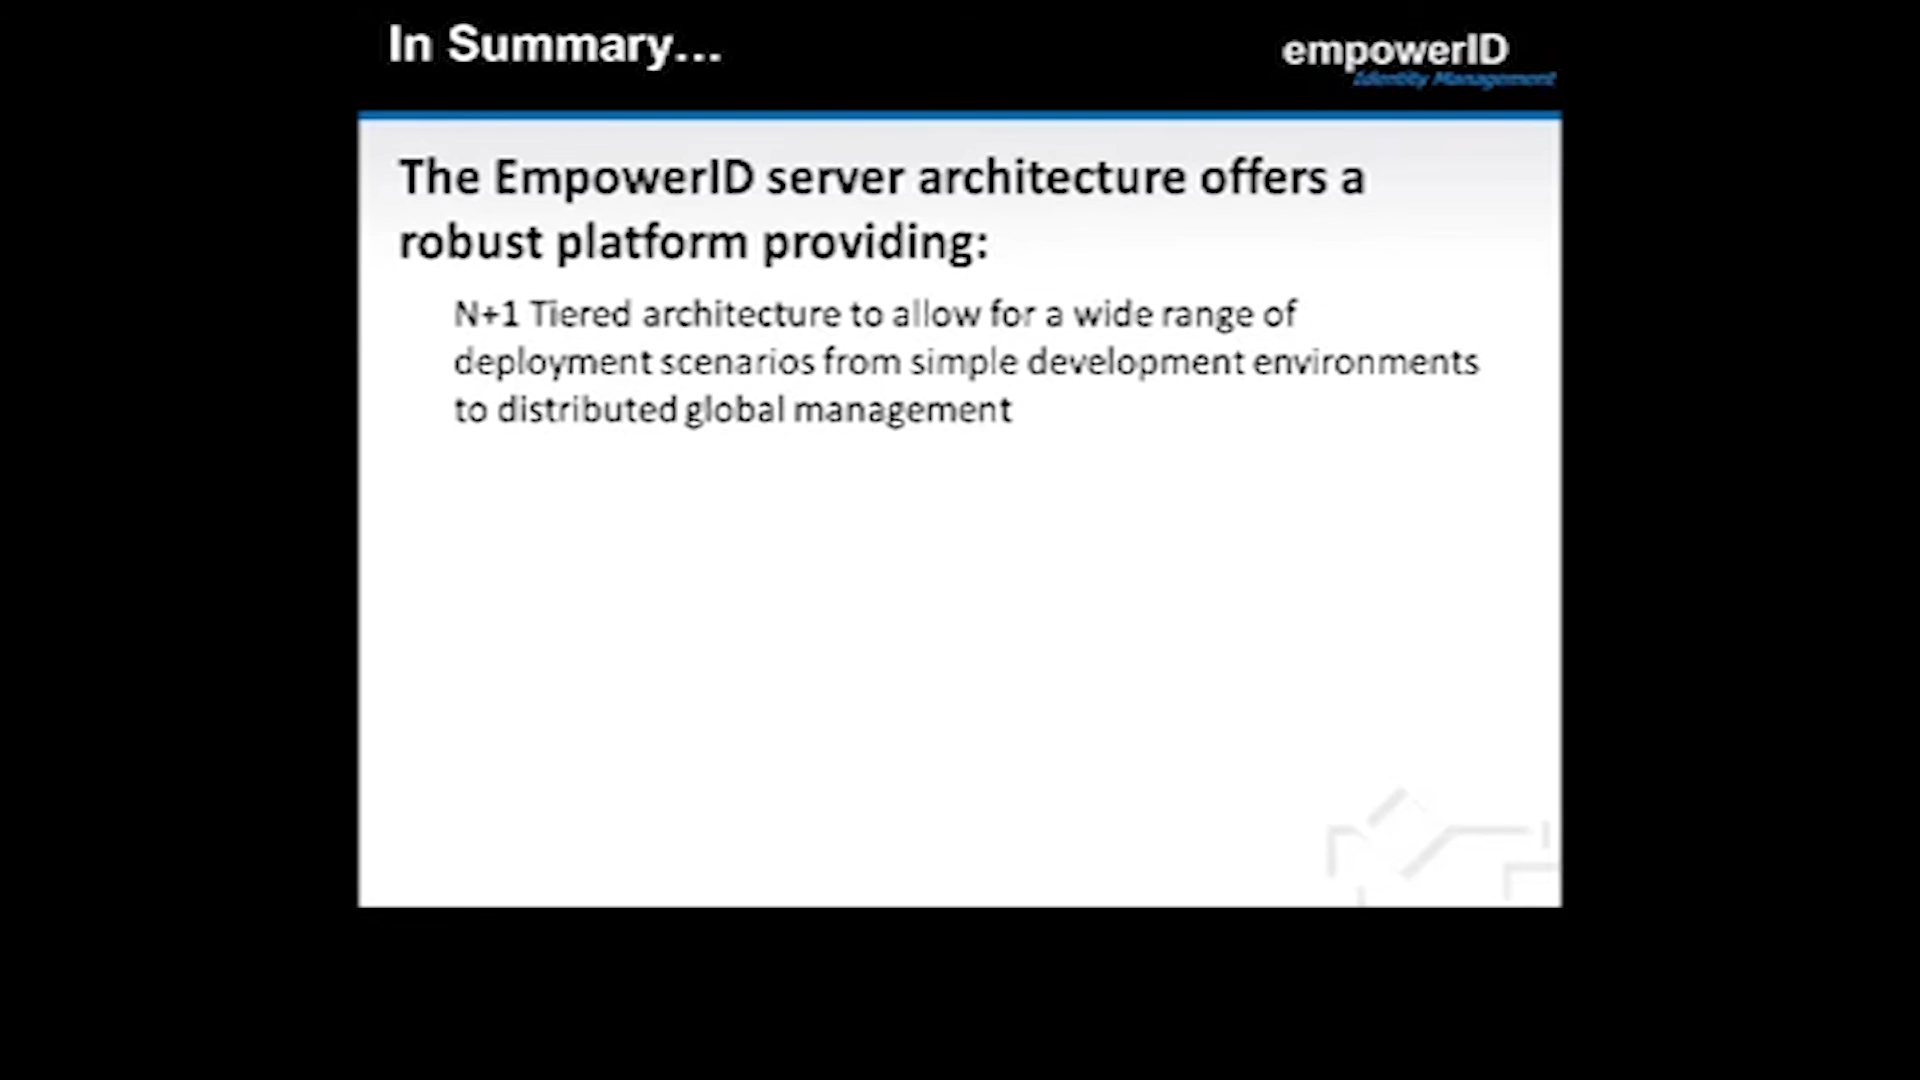 In Summary...
empowerID
Identity Management
The EmpowerID server architecture offers a
robust platform providing:
N+1 Tiered architecture to allow for a wide range of
deployment scenarios from simple development environments
to distributed global management